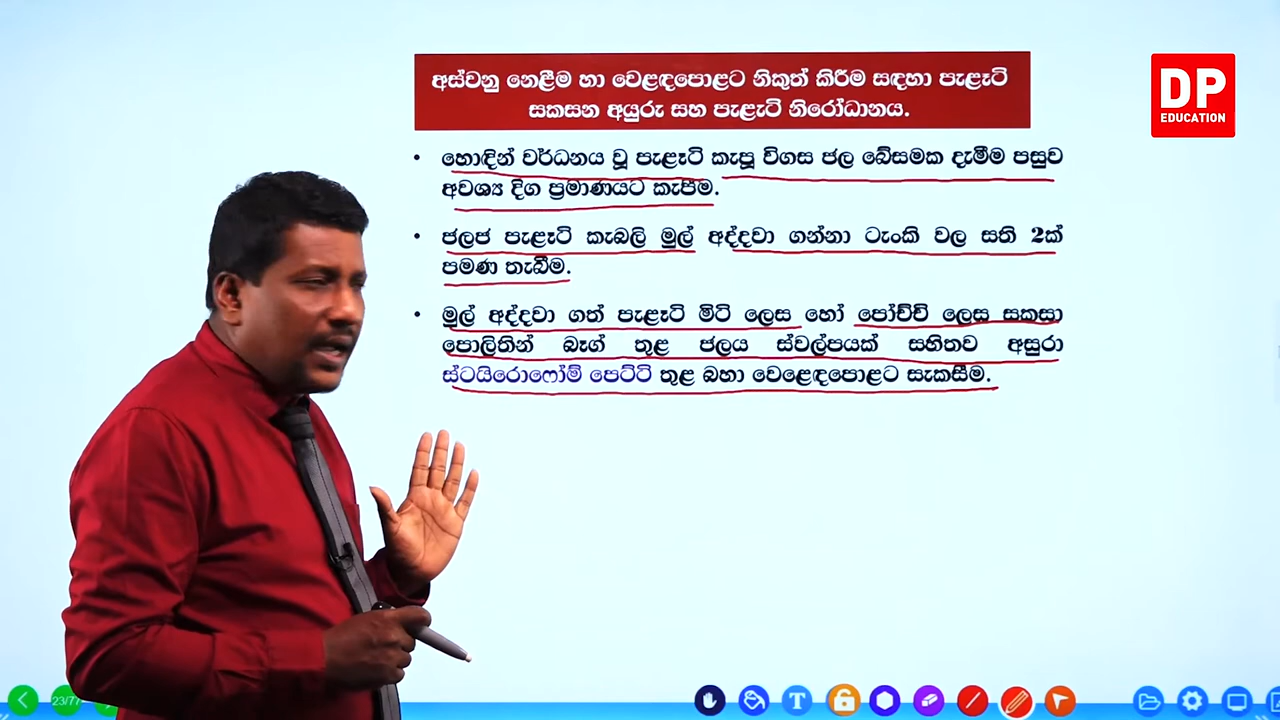 අස්වනු නෙළීම හා වෙළඳපොළට නිකුත් කිරීම සඳහා පැළෑටි
සකසන අයුරු සහ පැළැටි නිරෝධානය.
DP
EDUCATION
• හොඳින් වර්ධනය වූ පැළෑටි කැපූ විගස ජල බේසමක දැමීම පසුව
අවශ්‍ය දිග ප්‍රමාණයට කැපීම.
• ජලජ පැළෑටි කැබලි මුල් අද්දවා ගන්නා ටැංකි වල සති 2ක්
පමණ තැබීම.
• මුල් අද්දවා ගත් පැළෑටි මිටි ලෙස හෝ පෝච්චි ලෙස සකසා
පොලිතින් බෑග් තුළ ජලය ස්වල්පයක් සහිතව අසුරා
ස්ටයිරොෆෝම් පෙට්ටි තුළ බහා වෙළෙඳපොළට සැකසීම.
23/77
T